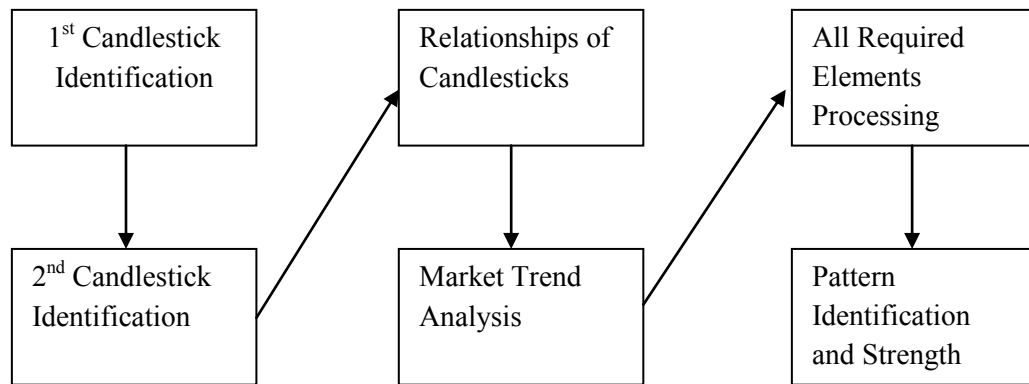 1st Candlestick
Identification
2nd Candlestick
Identification
Relationships of
Candlesticks
Market Trend
Analysis
All Required
Elements
Processing
Pattern
Identification
and Strength